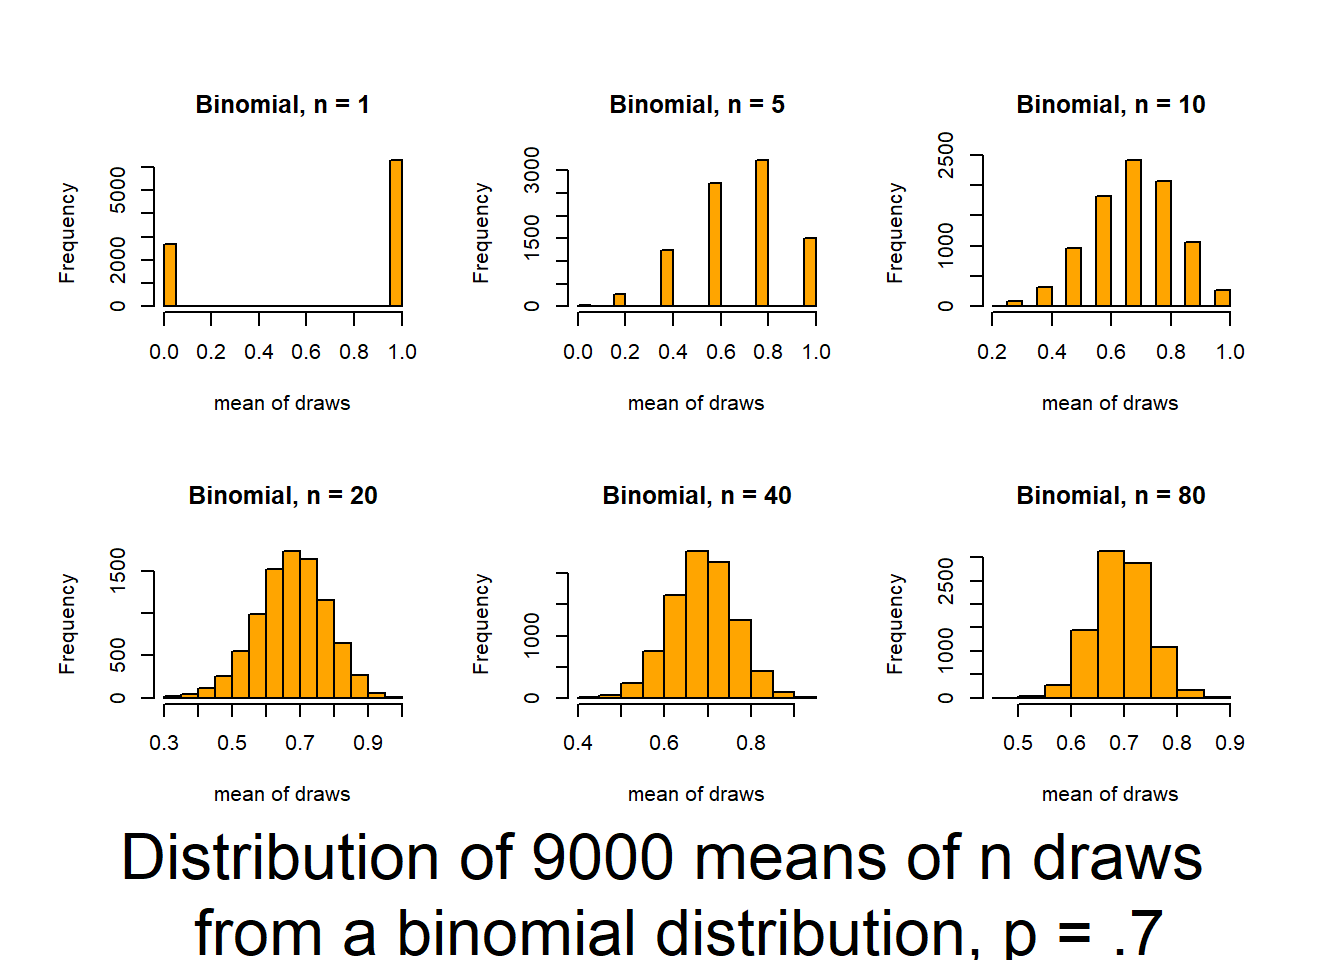 Binomial, n = 1
Frequency
0 2000 5000
0.0 0.2 0.4 0.6 0.8 1.0
mean of draws
Binomial, n = 5
Frequency
0 1500 3000
0.0 0.2 0.4 0.6 0.8 1.0
mean of draws
Binomial, n = 10
Frequency
0 1000 2500
0.2 0.4 0.6 0.8 1.0
mean of draws
Binomial, n = 20
Frequency
0 500 1500
0.3 0.5 0.7 0.9
mean of draws
Binomial, n = 40
Frequency
0 1000
0.4 0.6 0.8
mean of draws
Binomial, n = 80
Frequency
0 1000 2500
0.5 0.6 0.7 0.8 0.9
mean of draws
Distribution of 9000 means of n draws
from a binomial distribution, p = .7